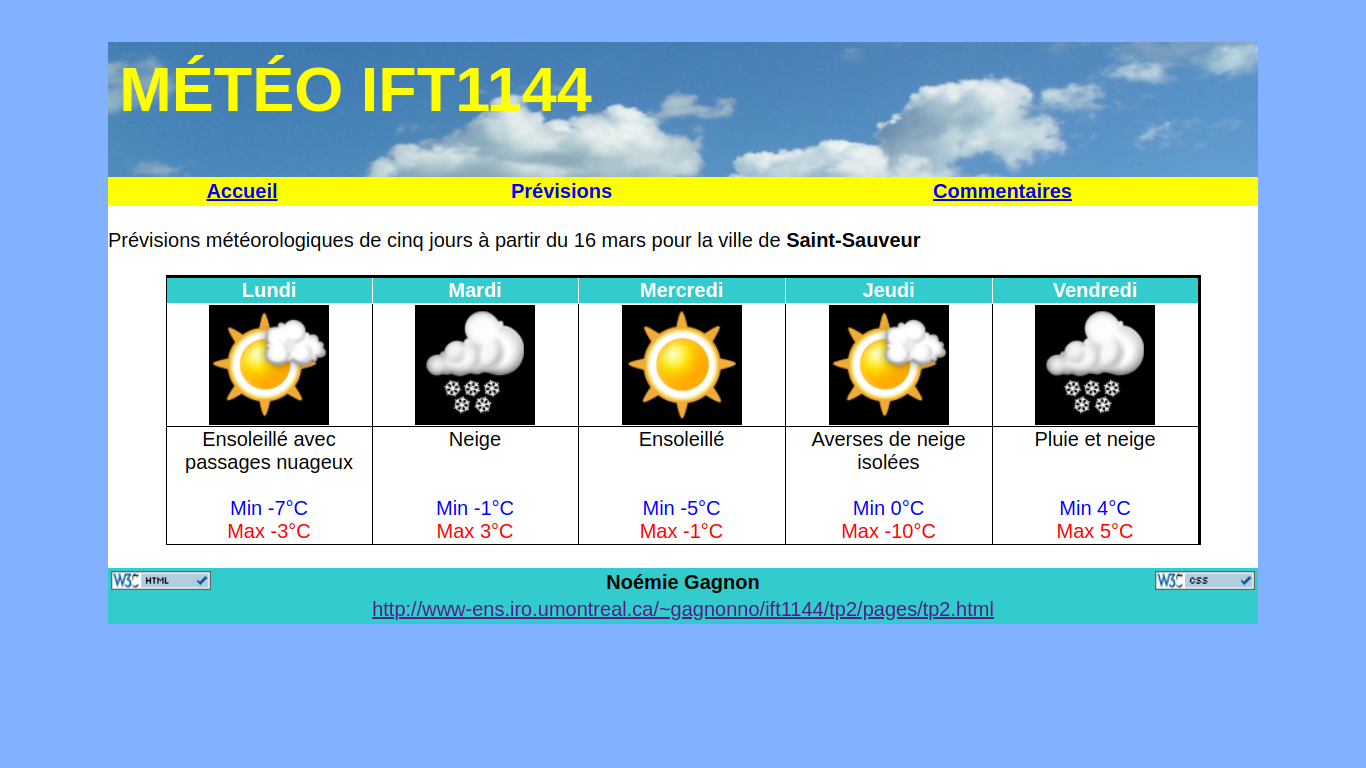 MÉTÉO IFT1144
Accueil Prévisions Commentaires
Prévisions météorologiques de cinq jours à partir du 16 mars pour la ville de Saint-Sauveur
Lundi Mardi Mercredi Jeudi Vendredi
Ensoleillé avec Neige Ensoleillé Averses de neige Pluie et neige
passages nuageux isolées
Min -7°C Min -1°C Min -5°C Min 0°C Min 4°C
Max -3°C Max 3°C Max -1°C Max -10°C Max 5°C
W3C HTML Noémie Gagnon W3C CSS
http://www-ens.iro.umontreal.ca/~gagnonno/ift1144/tp2/pages/tp2.html